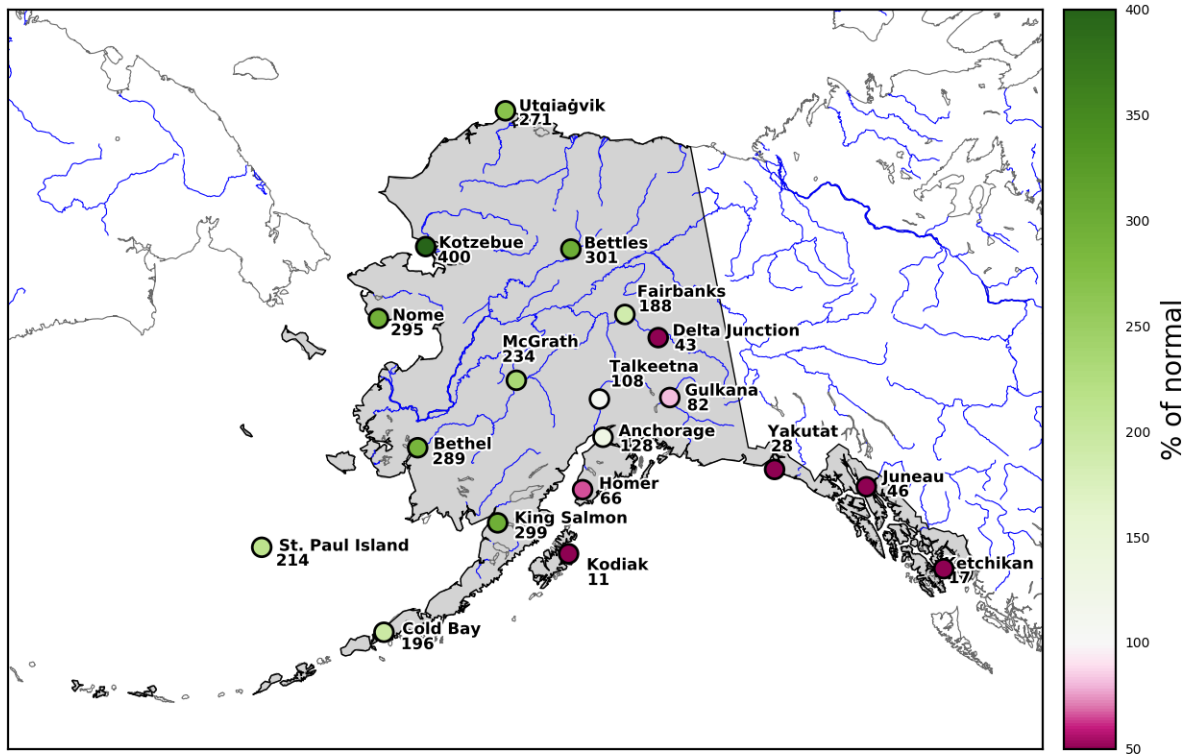 Utqiaġvik
271
Kotzebue
400
Bettles
301
Fairbanks
188
Nome
295
Delta Junction
43
McGrath
234
Talkeetna
108
Gulkana
82
Anchorage
128
Yakutat
28
Bethel
289
Homer
66
Juneau
46
King Salmon
299
St. Paul Island
214
Kodiak
11
Ketchikan
17
Cold Bay
196
400
350
300
250
200
150
100
50
% of normal